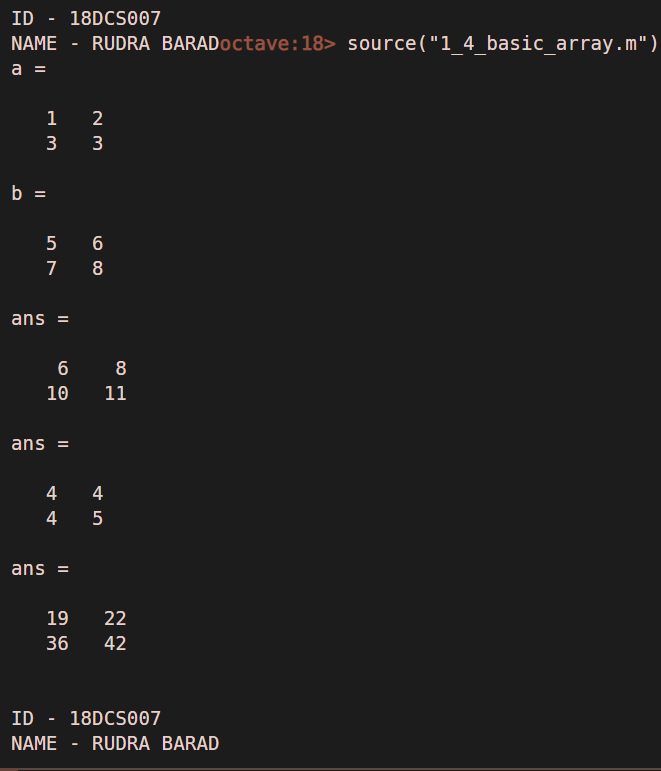 ID - 18DCS007
NAME - RUDRA BARADoctave:18> source("1_4_basic_array.m")
a =
1 2
3 3
b =
5 6
7 8
ans =
6 8
10 11
ans =
4 4
4 5
ans =
19 22
36 42
ID - 18DCS007
NAME - RUDRA BARAD